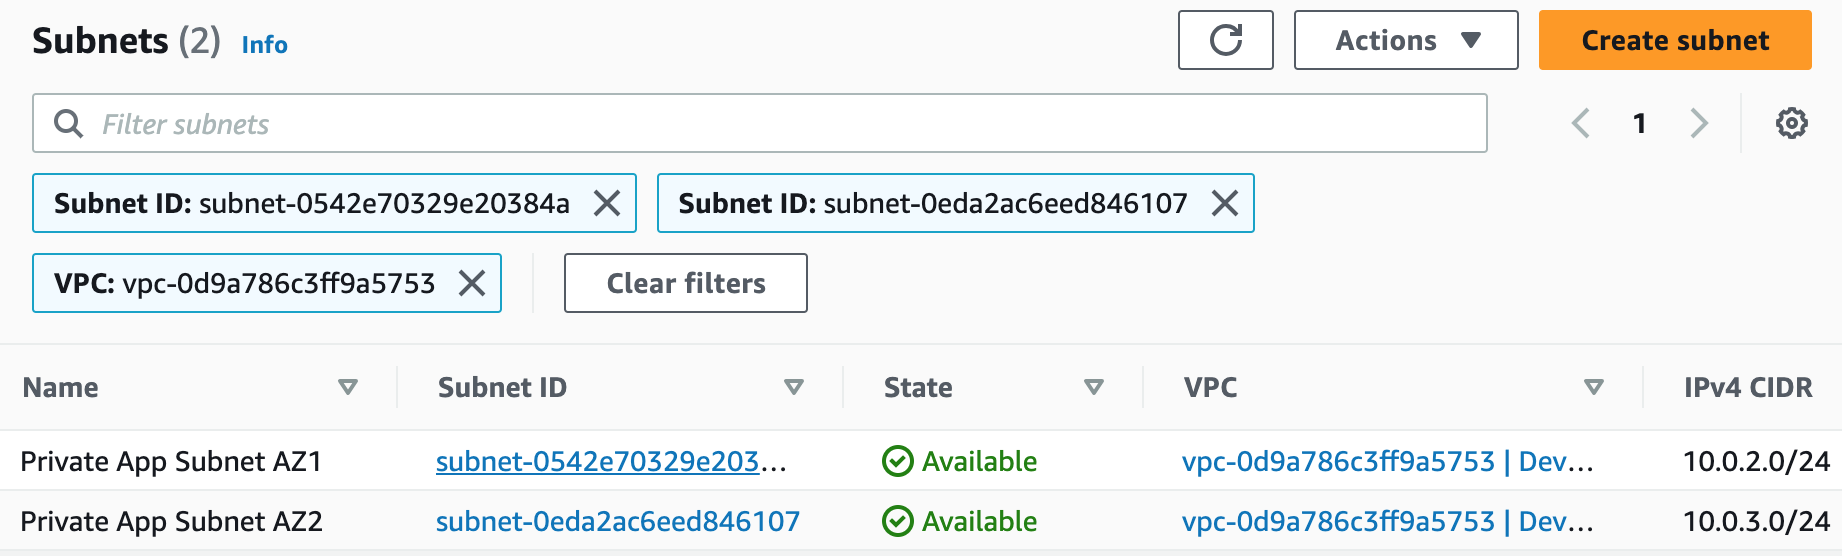 Subnets (2) Info
Actions
Create subnet
Filter subnets
1
Subnet ID: subnet-0542e70329e20384a
Subnet ID: subnet-0eda2ac6eed846107
VPC: vpc-0d9a786c3ff9a5753
Clear filters
Name Subnet ID State VPC IPv4 CIDR
Private App Subnet AZ1 subnet-0542e70329e203... Available vpc-0d9a786c3ff9a5753 | Dev... 10.0.2.0/24
Private App Subnet AZ2 subnet-0eda2ac6eed846107 Available vpc-0d9a786c3ff9a5753 | Dev... 10.0.3.0/24